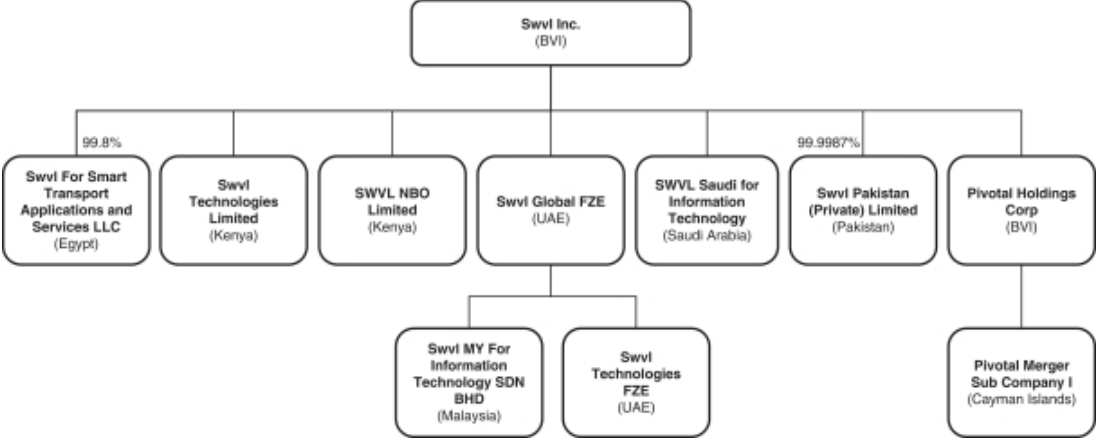 Swvl Inc.
(BVI)
99.8%
99.9987%
Swvl For Smart
Transport
Applications and
Services LLC
(Egypt)
Swvl
Technologies
Limited
(Kenya)
SWVL NBO
Limited
(Kenya)
Swvl Global FZE
(UAE)
SWVL Saudi for
Information
Technology
(Saudi Arabia)
Swvl Pakistan
(Private) Limited
(Pakistan)
Pivotal Holdings
Corp
(BVI)
Swvl MY For
Information
Technology SDN
BHD
(Malaysia)
Swvl
Technologies
FZE
(UAE)
Pivotal Merger
Sub Company I
(Cayman Islands)